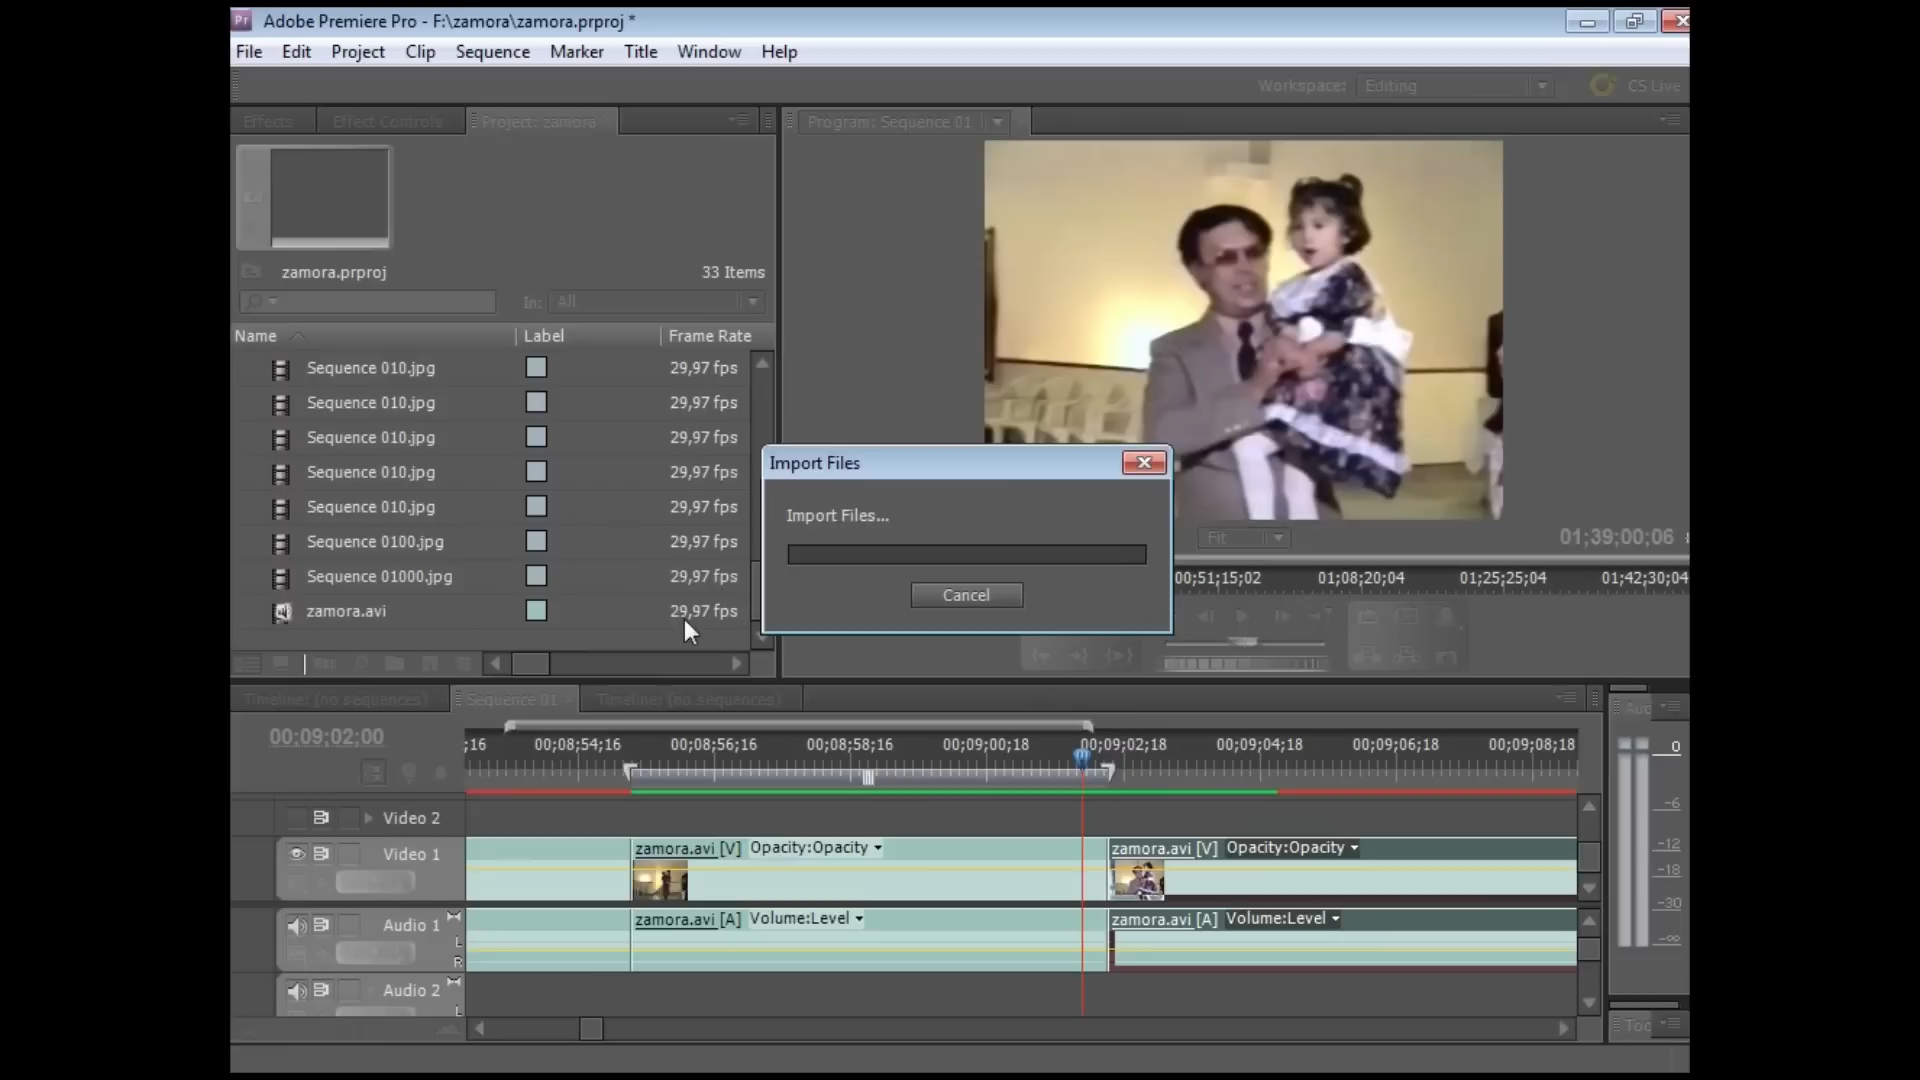 Pr Adobe Premiere Pro - F:\zamora\zamora.prproj *
File Edit Project Clip Sequence Marker Title Window Help
Workspace: Editing CS Live
Effects Effect Controls Project: zamora Program: Sequence 01
zamora.prproj 33 Items
In: All
Name Label Frame Rate
Sequence 010.jpg 29,97 fps
Sequence 010.jpg 29,97 fps
Sequence 010.jpg 29,97 fps
Sequence 010.jpg 29,97 fps
Sequence 010.jpg 29,97 fps
Sequence 0100.jpg 29,97 fps
Sequence 01000.jpg 29,97 fps
zamora.avi 29,97 fps
Import Files
Import Files...
Cancel
Fit 01;39;00;06
00;51;15;02 01;08;20;04 01;25;25;04 01;42;30;04
Timeline: (no sequences) Sequence 01 Timeline: (no sequences)
00;09;02;00
;16 00;08;54;16 00;08;56;16 00;08;58;16 00;09;00;18 00;09;02;18 00;09;04;18 00;09;06;18 00;09;08;18
Video 2
Video 1 zamora.avi [V] Opacity:Opacity zamora.avi [V] Opacity:Opacity
Audio 1 zamora.avi [A] Volume:Level zamora.avi [A] Volume:Level
L
R
Audio 2
L
Aud
0
-6
-12
-18
-30
-∞
Too